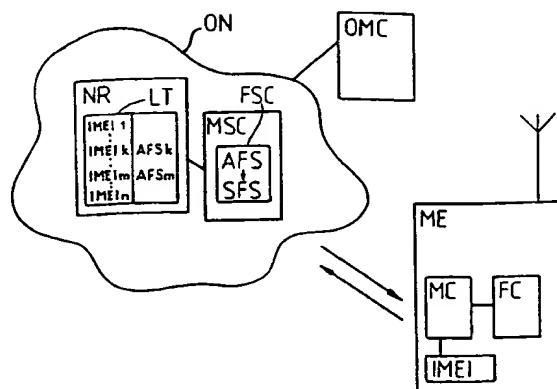 ON
OMC
NR
LT
FSC
MSC
IMEI 1
IMEI k AFSk
IMEI m AFSm
IMEI n
AFS
SFS
ME
MC
FC
IMEI